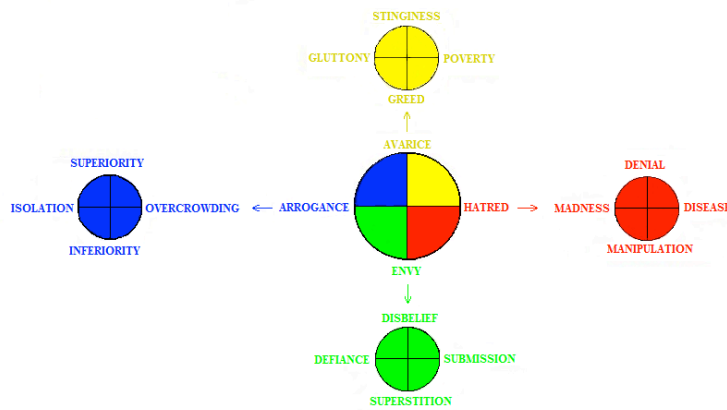 STINGINESS
GLUTTONY POVERTY
GREED
AVARICE
SUPERIORITY
ISOLATION OVERCROWDING
INFERIORITY
ARROGANCE HATRED
DENIAL
MADNESS DISEASE
MANIPULATION
ENVY
DISBELIEF
DEFIANCE SUBMISSION
SUPERSTITION